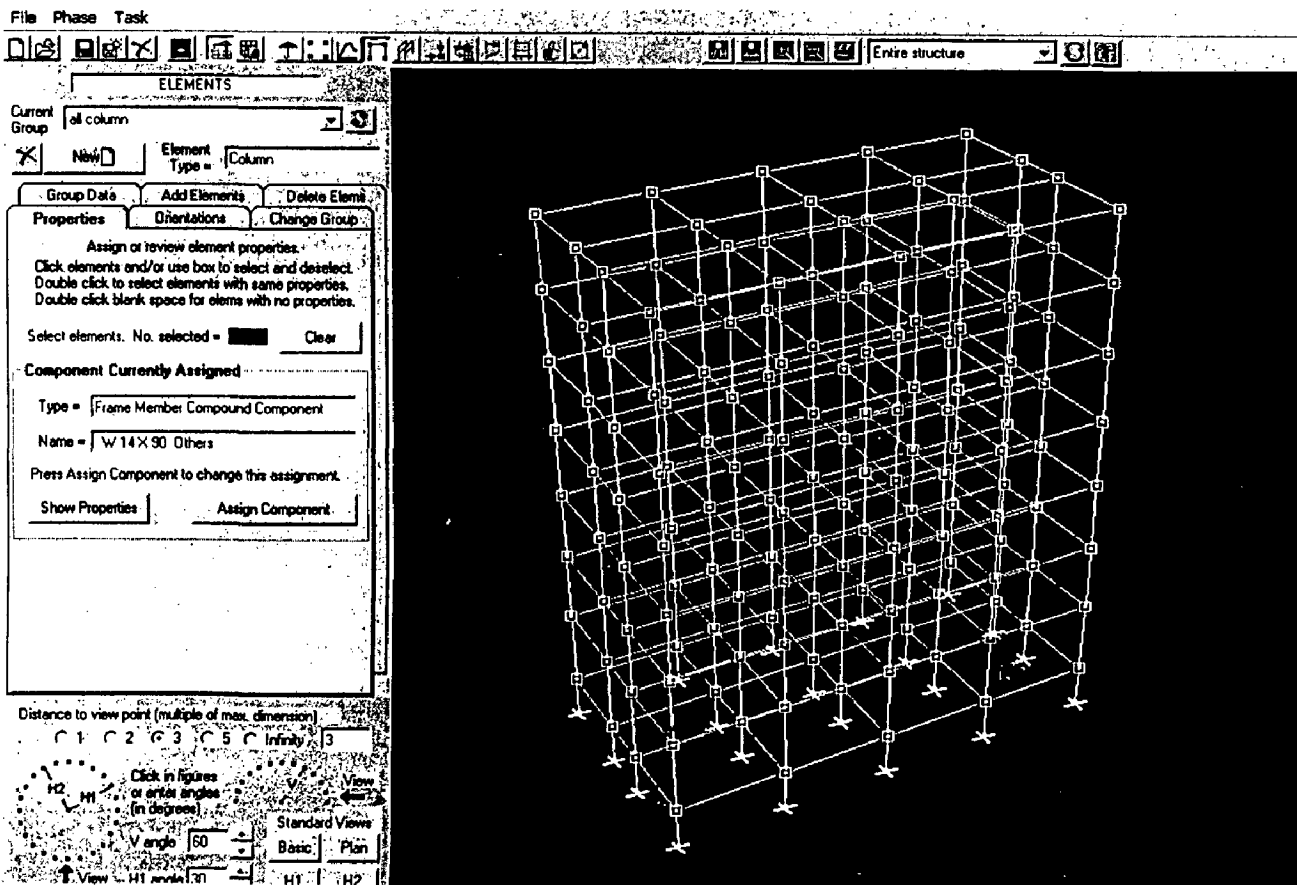 File Phase Task
Entire structure
ELEMENTS
Current Group all column
New Element Type = Column
Group Data Add Elements Delete Elems
Properties Orientations Change Group
Assign or review element properties.
Click elements and/or use box to select and deselect.
Double click to select elements with same properties.
Double click blank space for elems with no properties.
Select elements. No. selected = Clear
Component Currently Assigned
Type = Frame Member Compound Component
Name = W 14 X 90 Others
Press Assign Component to change this assignment.
Show Properties Assign Component
Distance to view point (multiple of max. dimension)
1 2 3 5 Infinity 3
H2 H1 Click in figures V View
or enter angles
(in degrees)
Standard Views
V angle 60 Basic Plan
View H1 angle 30 H1 H2